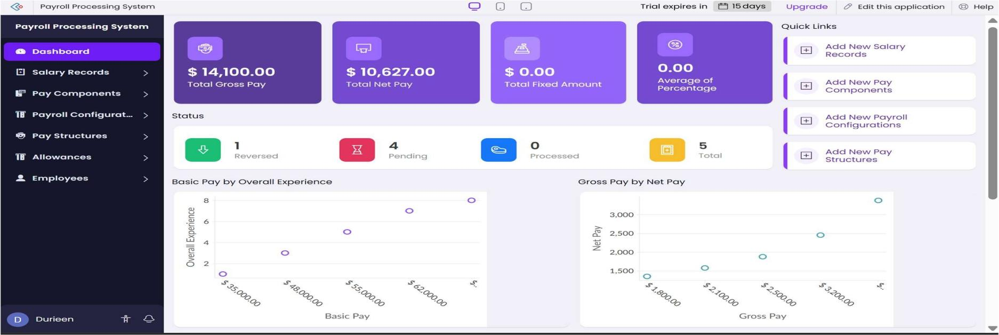 Payroll Processing System
Trial expires in 15 days Upgrade Edit this application Help
Payroll Processing System
Dashboard
Salary Records
Pay Components
Payroll Configurat...
Pay Structures
Allowances
Employees
D Durieen
$ 14,100.00
Total Gross Pay
$ 10,627.00
Total Net Pay
$ 0.00
Total Fixed Amount
0.00
Average of
Percentage
Quick Links
Add New Salary
Records
Add New Pay
Components
Add New Payroll
Configurations
Add New Pay
Structures
Status
1
Reversed
4
Pending
0
Processed
5
Total
Basic Pay by Overall Experience
Overall Experience
8
6
4
2
$ 35,000.00 $ 48,000.00 $ 55,000.00 $ 62,000.00 $..
Basic Pay
Gross Pay by Net Pay
Net Pay
3,000
2,500
2,000
1,500
$ 1,800.00 $ 2,100.00 $ 2,500.00 $ 3,200.00 $..
Gross Pay